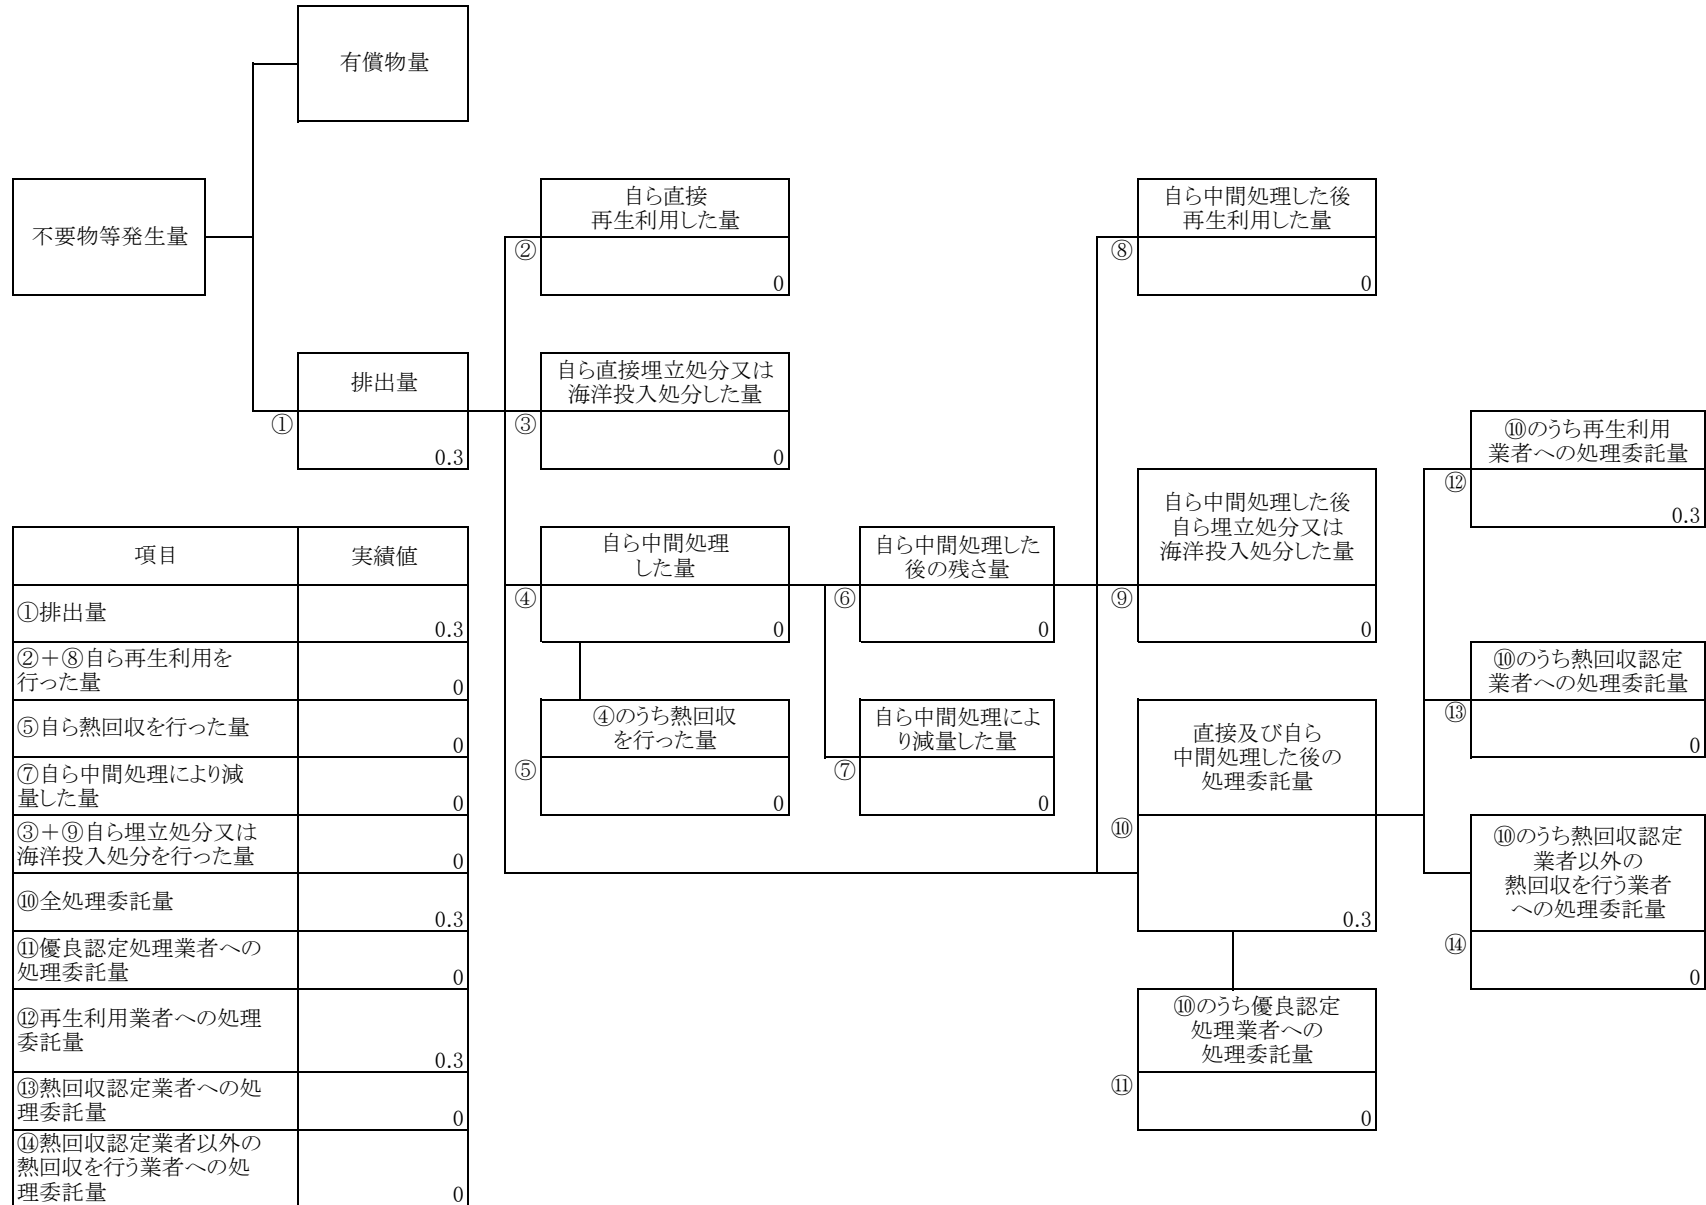 有償物量
不要物等発生量
自ら直接
再生利用した量
②
0
自ら中間処理した後
再生利用した量
⑧
0
排出量
①
0.3
自ら直接埋立処分又は
海洋投入処分した量
③
0
⑩のうち再生利用
業者への処理委託量
⑫
0.3
自ら中間処理
した量
④
0
自ら中間処理した
後の残さ量
⑥
0
自ら中間処理した後
自ら埋立処分又は
海洋投入処分した量
⑨
0
⑩のうち熱回収認定
業者への処理委託量
⑬
0
④のうち熱回収
を行った量
⑤
0
自ら中間処理によ
り減量した量
⑦
0
直接及び自ら
中間処理した後の
処理委託量
⑩
0.3
⑩のうち熱回収認定
業者以外の
熱回収を行う業者
への処理委託量
⑭
0
⑩のうち優良認定
処理業者への
処理委託量
⑪
0
項目 実績値
①排出量
0.3
②+⑧自ら再生利用を
行った量
0
⑤自ら熱回収を行った量
0
⑦自ら中間処理により減
量した量
0
③+⑨自ら埋立処分又は
海洋投入処分を行った量
0
⑩全処理委託量
0.3
⑪優良認定処理業者への
処理委託量
0
⑫再生利用業者への処理
委託量
0.3
⑬熱回収認定業者への処
理委託量
0
⑭熱回収認定業者以外の
熱回収を行う業者への処
理委託量
0